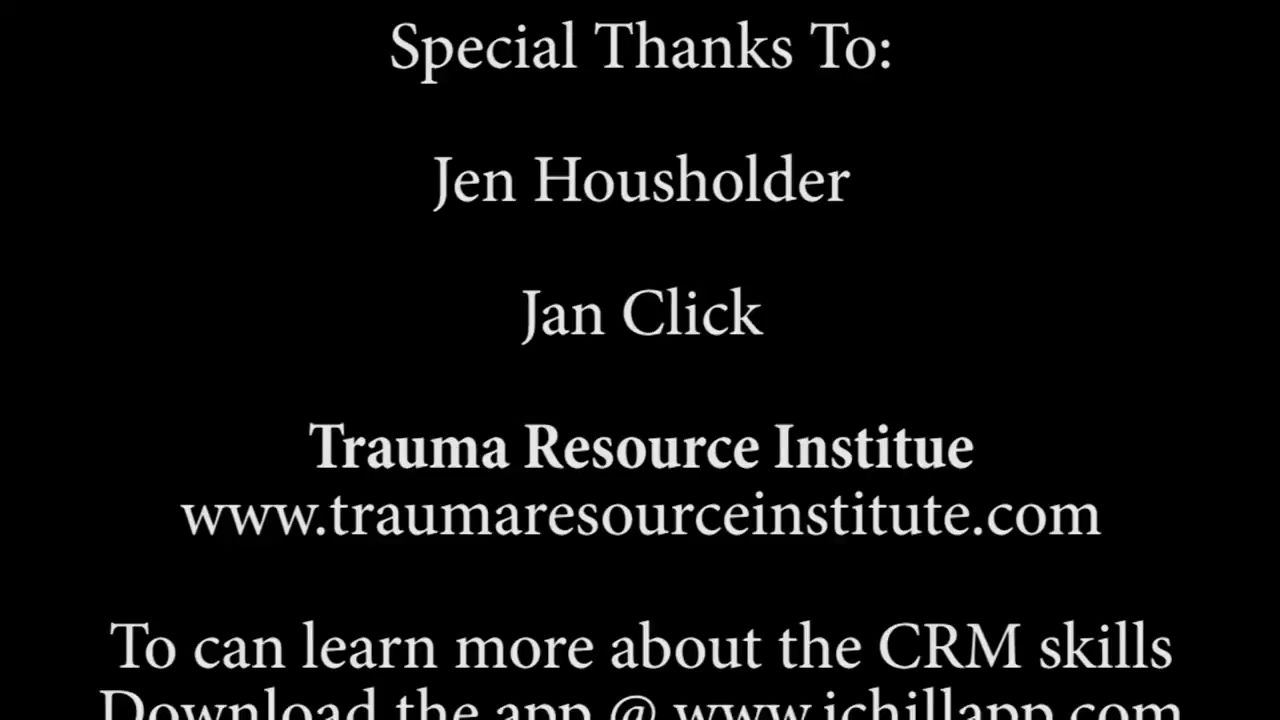 Special Thanks To:
Jen Housholder
Jan Click
Trauma Resource Institue
www.traumaresourceinstitute.com
To can learn more about the CRM skills
Download the app @ www.ichillapp.com